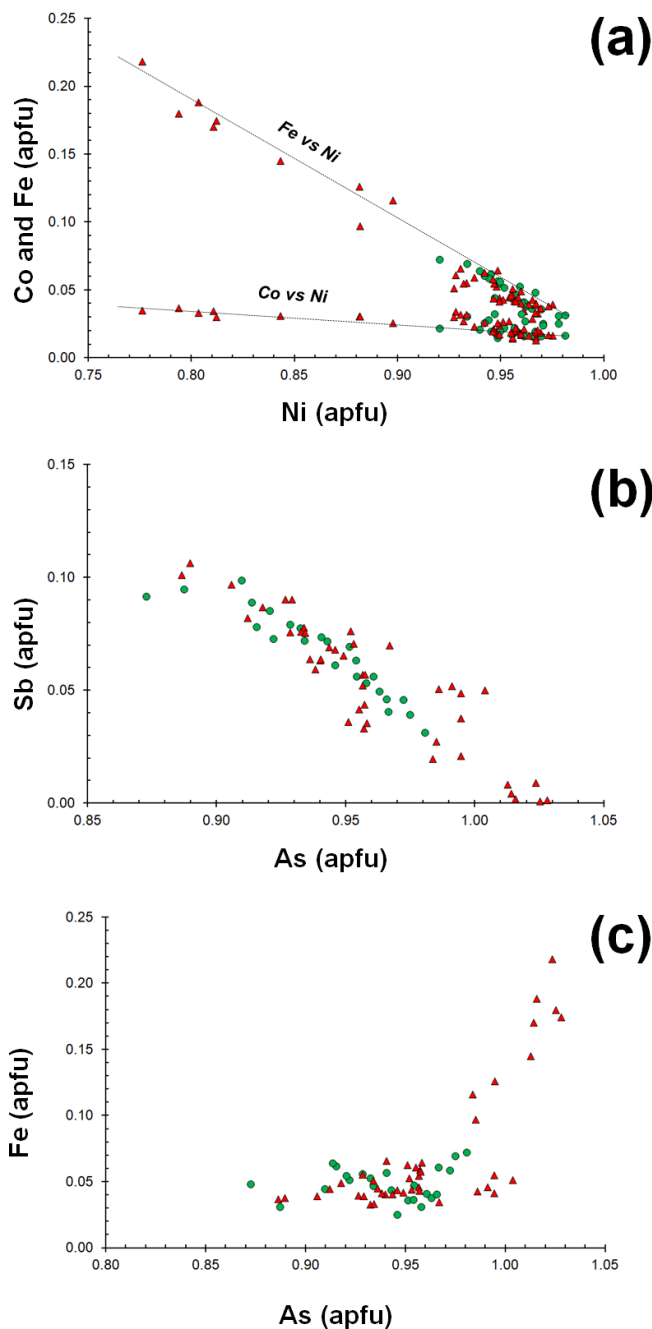 (a)
0.25
0.20
0.15
0.10
0.05
0.00
Co and Fe (apfu)
Fe vs Ni
Co vs Ni
0.75 0.80 0.85 0.90 0.95 1.00
Ni (apfu)
(b)
0.15
0.10
0.05
0.00
Sb (apfu)
0.85 0.90 0.95 1.00 1.05
As (apfu)
(c)
0.25
0.20
0.15
0.10
0.05
0.00
Fe (apfu)
0.80 0.85 0.90 0.95 1.00 1.05
As (apfu)